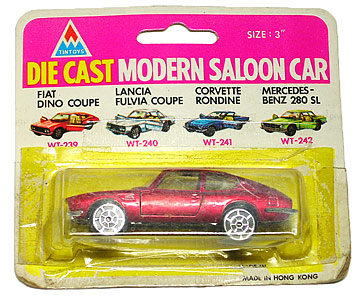 TINTOYS
SIZE: 3"
DIE CAST MODERN SALOON CAR
FIAT
DINO COUPE
LANCIA
FULVIA COUPE
CORVETTE
RONDINE
MERCEDES-
BENZ 280 SL
WT-239
WT-240
WT-241
WT-242
MADE IN HONG KONG